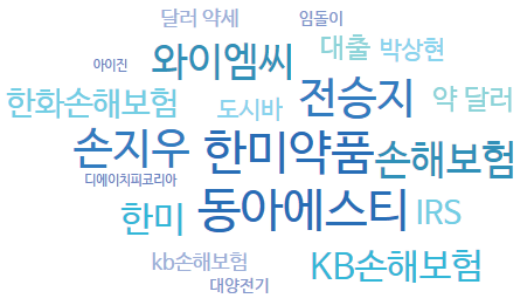 달러 약세 임돌이
아이진 와이엠씨 대출 박상현
한화손해보험 도시바 전승지 약 달러
손지우 한미약품 손해보험
디에이치피코리아
한미 동아에스티 IRS
kb손해보험 KB손해보험
대양전기